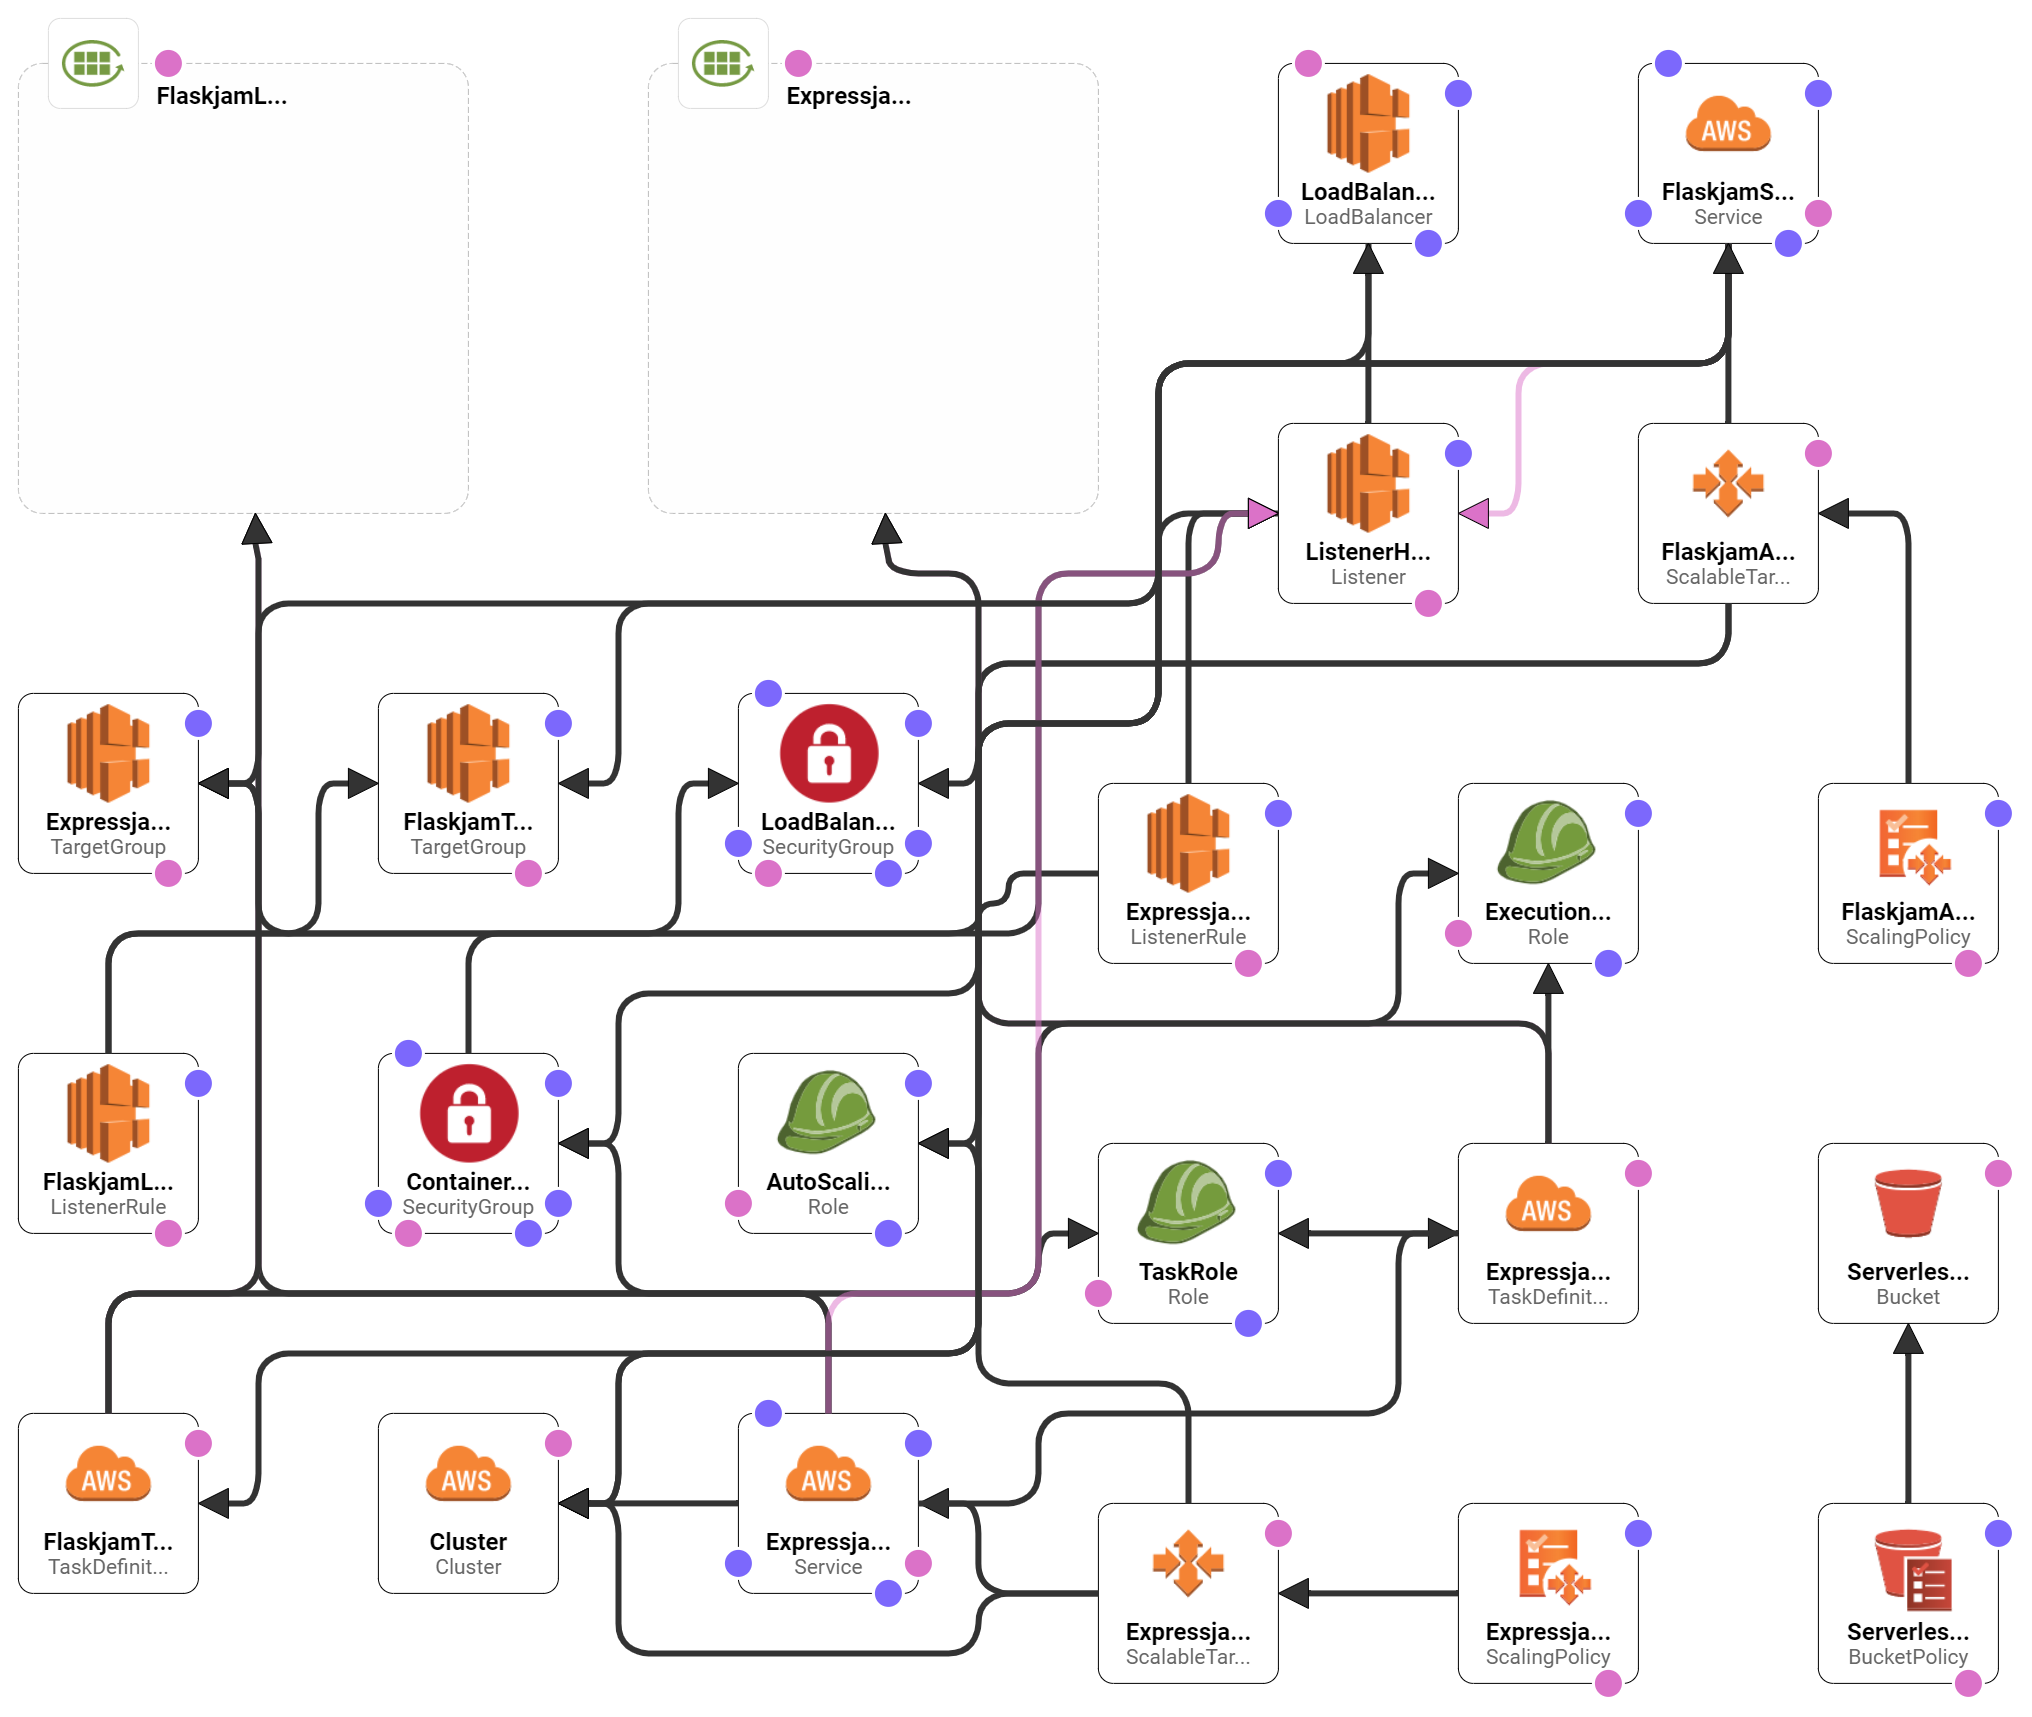 FlaskjamL...
Expressja...
LoadBalan...
LoadBalancer
AWS
FlaskjamS...
Service
ListenerH...
Listener
FlaskjamA...
ScalableTar...
Expressja...
TargetGroup
FlaskjamT...
TargetGroup
LoadBalan...
SecurityGroup
Expressja...
ListenerRule
Execution...
Role
FlaskjamA...
ScalingPolicy
FlaskjamL...
ListenerRule
Container...
SecurityGroup
AutoScali...
Role
TaskRole
Role
AWS
Expressja...
TaskDefinit...
Serverles...
Bucket
AWS
FlaskjamT...
TaskDefinit...
AWS
Cluster
Cluster
AWS
Expressja...
Service
Expressja...
ScalableTar...
Expressja...
ScalingPolicy
Serverles...
BucketPolicy